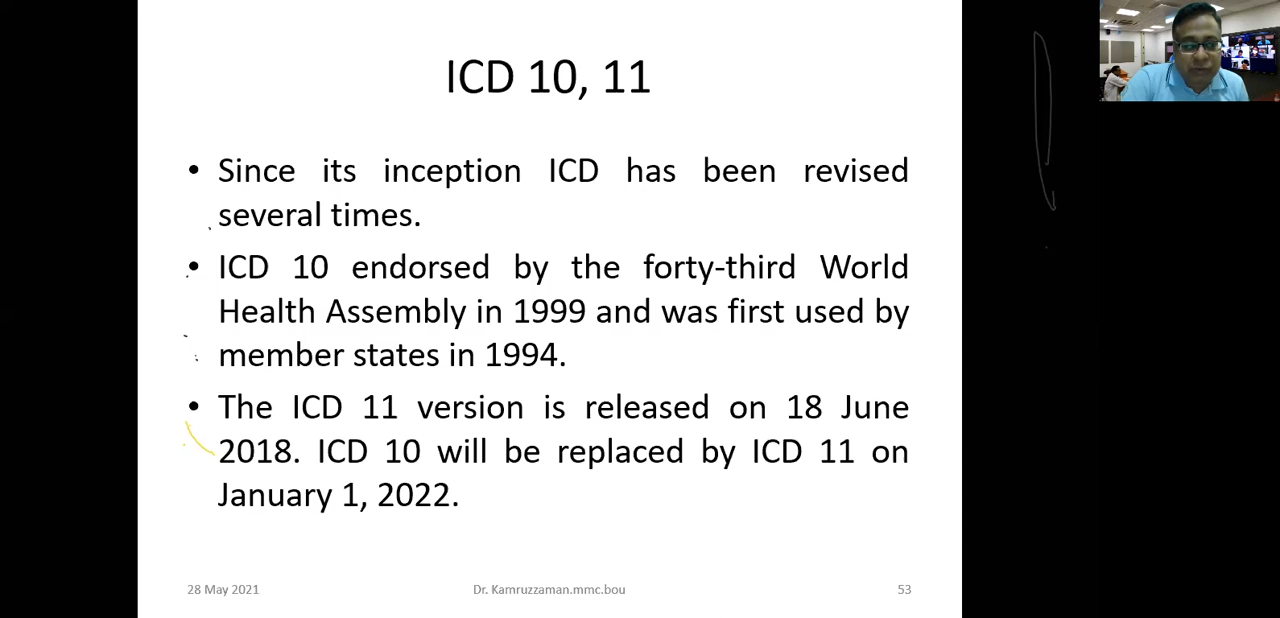 ICD 10, 11
• Since its inception ICD has been revised
several times.
• ICD 10 endorsed by the forty-third World
Health Assembly in 1999 and was first used by
member states in 1994.
• The ICD 11 version is released on 18 June
2018. ICD 10 will be replaced by ICD 11 on
January 1, 2022.
28 May 2021 Dr. Kamruzzaman.mmc.bou 53